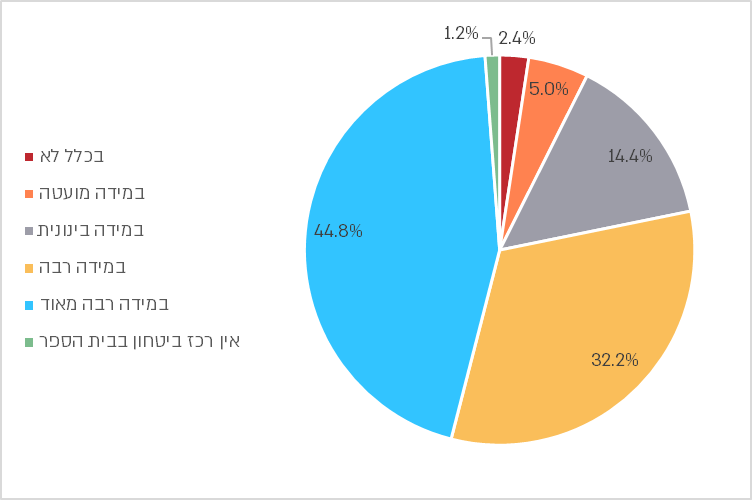 1.2%
2.4%
5.0%
14.4%
32.2%
44.8%
בכלל לא
במידה מועטה
במידה בינונית
במידה רבה
במידה רבה מאוד
אין רכז ביטחון בבית הספר